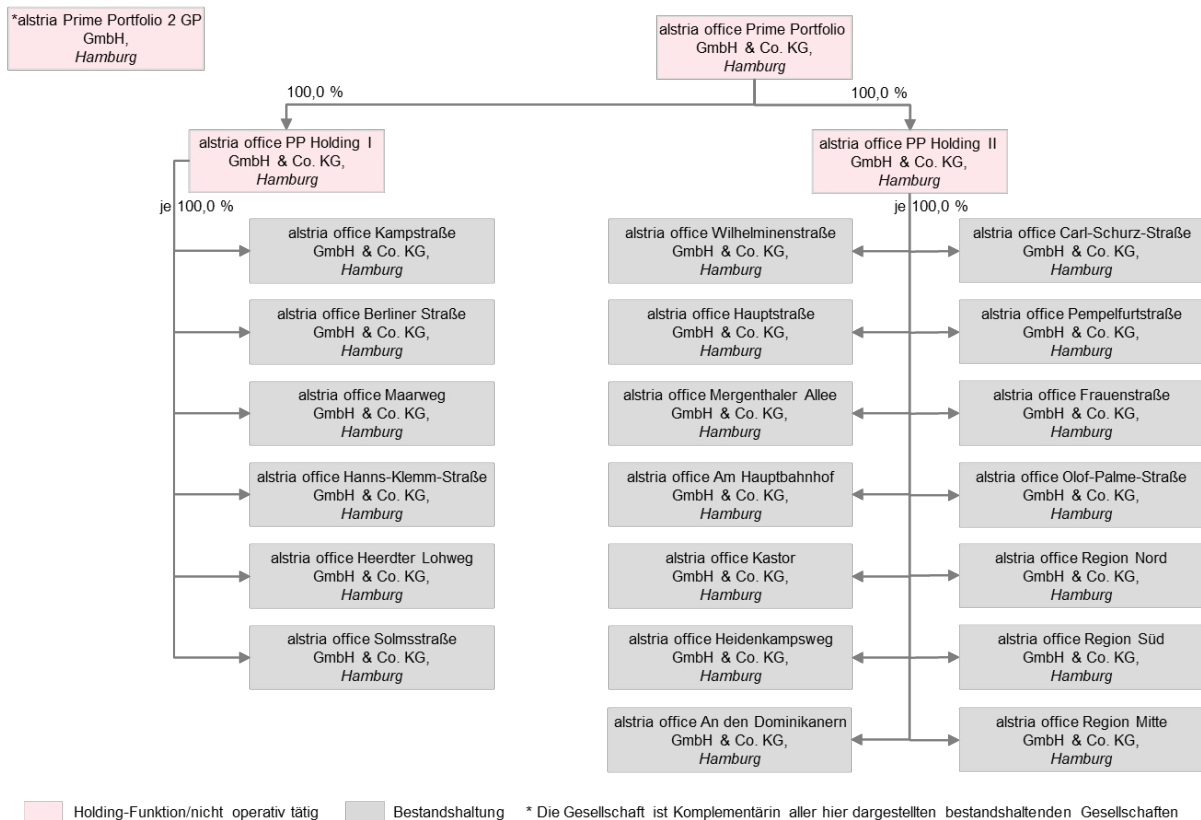 *alstria Prime Portfolio 2 GP
GmbH,
Hamburg
alstria office Prime Portfolio
GmbH & Co. KG,
Hamburg
100,0 %
100,0 %
alstria office PP Holding I
GmbH & Co. KG,
Hamburg
alstria office PP Holding II
GmbH & Co. KG,
Hamburg
je 100,0 %
je 100,0 %
alstria office Kampstraße
GmbH & Co. KG,
Hamburg
alstria office Berliner Straße
GmbH & Co. KG,
Hamburg
alstria office Maarweg
GmbH & Co. KG,
Hamburg
alstria office Hanns-Klemm-Straße
GmbH & Co. KG,
Hamburg
alstria office Heerdter Lohweg
GmbH & Co. KG,
Hamburg
alstria office Solmsstraße
GmbH & Co. KG,
Hamburg
alstria office Wilhelminenstraße
GmbH & Co. KG,
Hamburg
alstria office Hauptstraße
GmbH & Co. KG,
Hamburg
alstria office Mergenthaler Allee
GmbH & Co. KG,
Hamburg
alstria office Am Hauptbahnhof
GmbH & Co. KG,
Hamburg
alstria office Kastor
GmbH & Co. KG,
Hamburg
alstria office Heidenkampsweg
GmbH & Co. KG,
Hamburg
alstria office An den Dominikanern
GmbH & Co. KG,
Hamburg
alstria office Carl-Schurz-Straße
GmbH & Co. KG,
Hamburg
alstria office Pempelfurtstraße
GmbH & Co. KG,
Hamburg
alstria office Frauenstraße
GmbH & Co. KG,
Hamburg
alstria office Olof-Palme-Straße
GmbH & Co. KG,
Hamburg
alstria office Region Nord
GmbH & Co. KG,
Hamburg
alstria office Region Süd
GmbH & Co. KG,
Hamburg
alstria office Region Mitte
GmbH & Co. KG,
Hamburg
Holding-Funktion/nicht operativ tätig
Bestandshaltung
* Die Gesellschaft ist Komplementärin aller hier dargestellten bestandshaltenden Gesellschaften